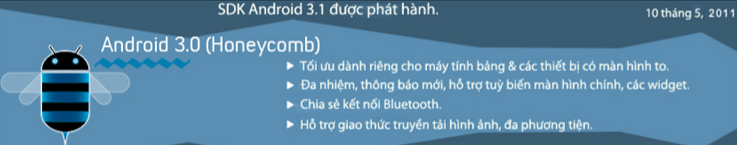 SDK Android 3.1 được phát hành.
10 tháng 5, 2011
Android 3.0 (Honeycomb)
▶ Tối ưu dành riêng cho máy tính bảng & các thiết bị có màn hình to.
▶ Đa nhiệm, thông báo mới, hỗ trợ tuỳ biến màn hình chính, các widget.
▶ Chia sẻ kết nối Bluetooth.
▶ Hỗ trợ giao thức truyền tải hình ảnh, đa phương tiện.